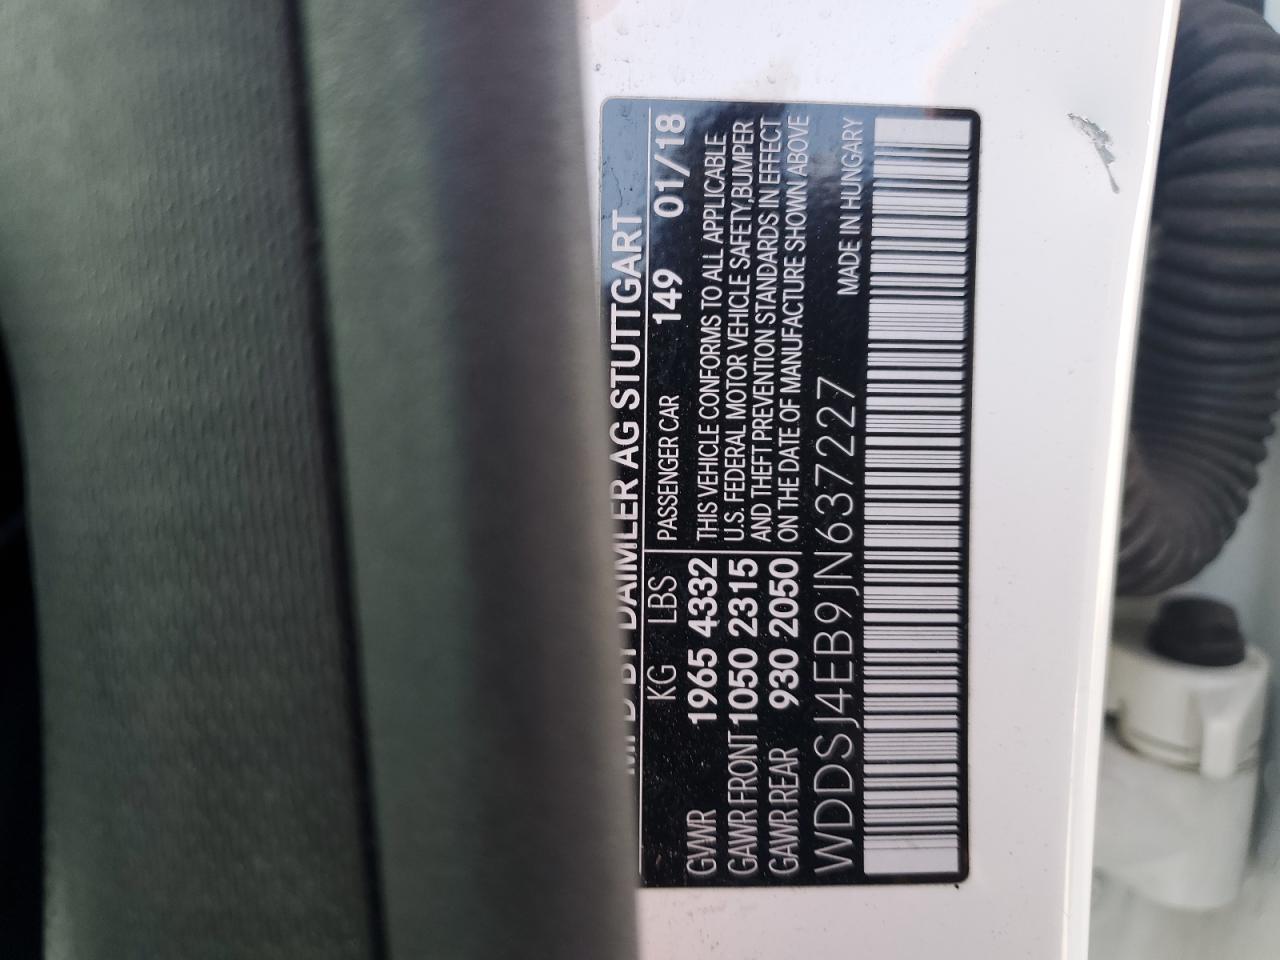 MF'D BY DAIMLER AG STUTTGART
KG LBS PASSENGER CAR 149 01/18
GVWR 1965 4332 THIS VEHICLE CONFORMS TO ALL APPLICABLE
GAWR FRONT 1050 2315 U.S. FEDERAL MOTOR VEHICLE SAFETY,BUMPER
AND THEFT PREVENTION STANDARDS IN EFFECT
GAWR REAR 930 2050 ON THE DATE OF MANUFACTURE SHOWN ABOVE
WDDSJ4EB9JN637227
MADE IN HUNGARY